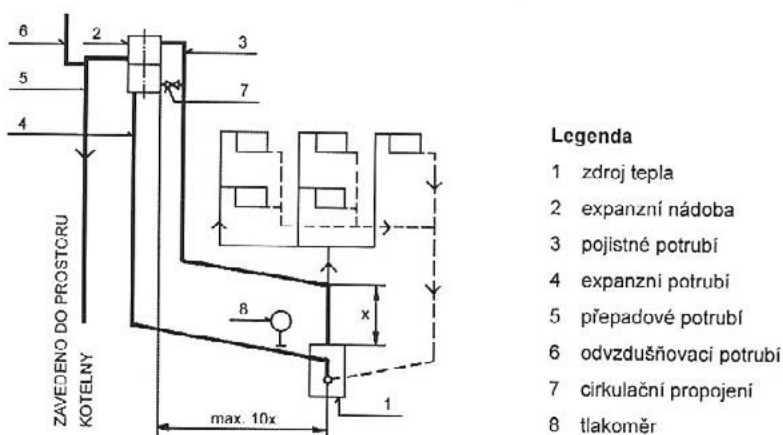 6
2
3
5
7
4
ZAVEDENO DO PROSTORU
KOTELNY
8
x
1
max. 10x
Legenda
1 zdroj tepla
2 expanzní nádoba
3 pojistné potrubí
4 expanzní potrubí
5 přepadové potrubí
6 odvzdušňovací potrubí
7 cirkulační propojení
8 tlakoměr